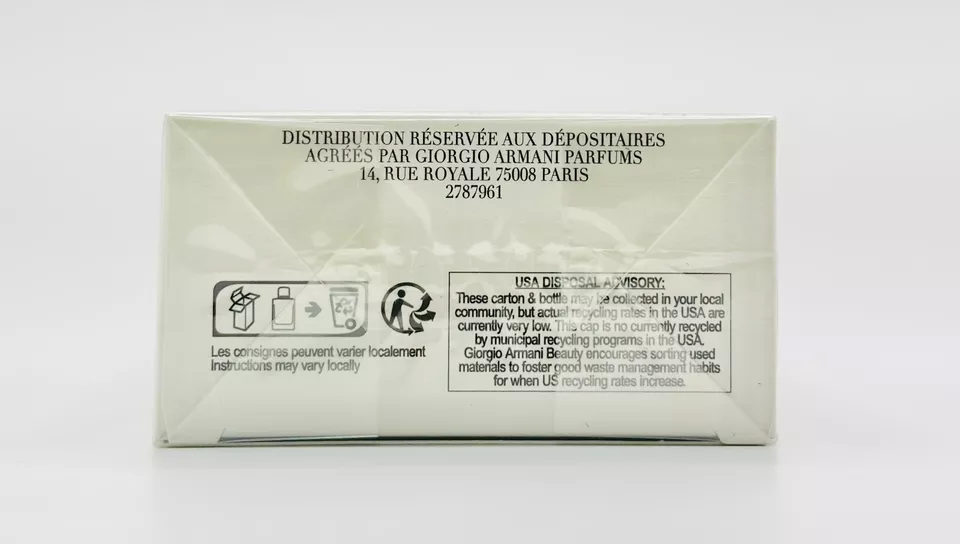 DISTRIBUTION RÉSERVÉE AUX DÉPOSITAIRES
AGRÉÉS PAR GIORGIO ARMANI PARFUMS
14, RUE ROYALE 75008 PARIS
2787961
Les consignes peuvent varier localement
Instructions may vary locally
USA DISPOSAL ADVISORY:
These carton & bottle may be collected in your local
community, but actual recycling rates in the USA are
currently very low. This cap is no currently recycled
by municipal recycling programs in the USA.
Giorgio Armani Beauty encourages sorting used
materials to foster good waste management habits
for when US recycling rates increase.